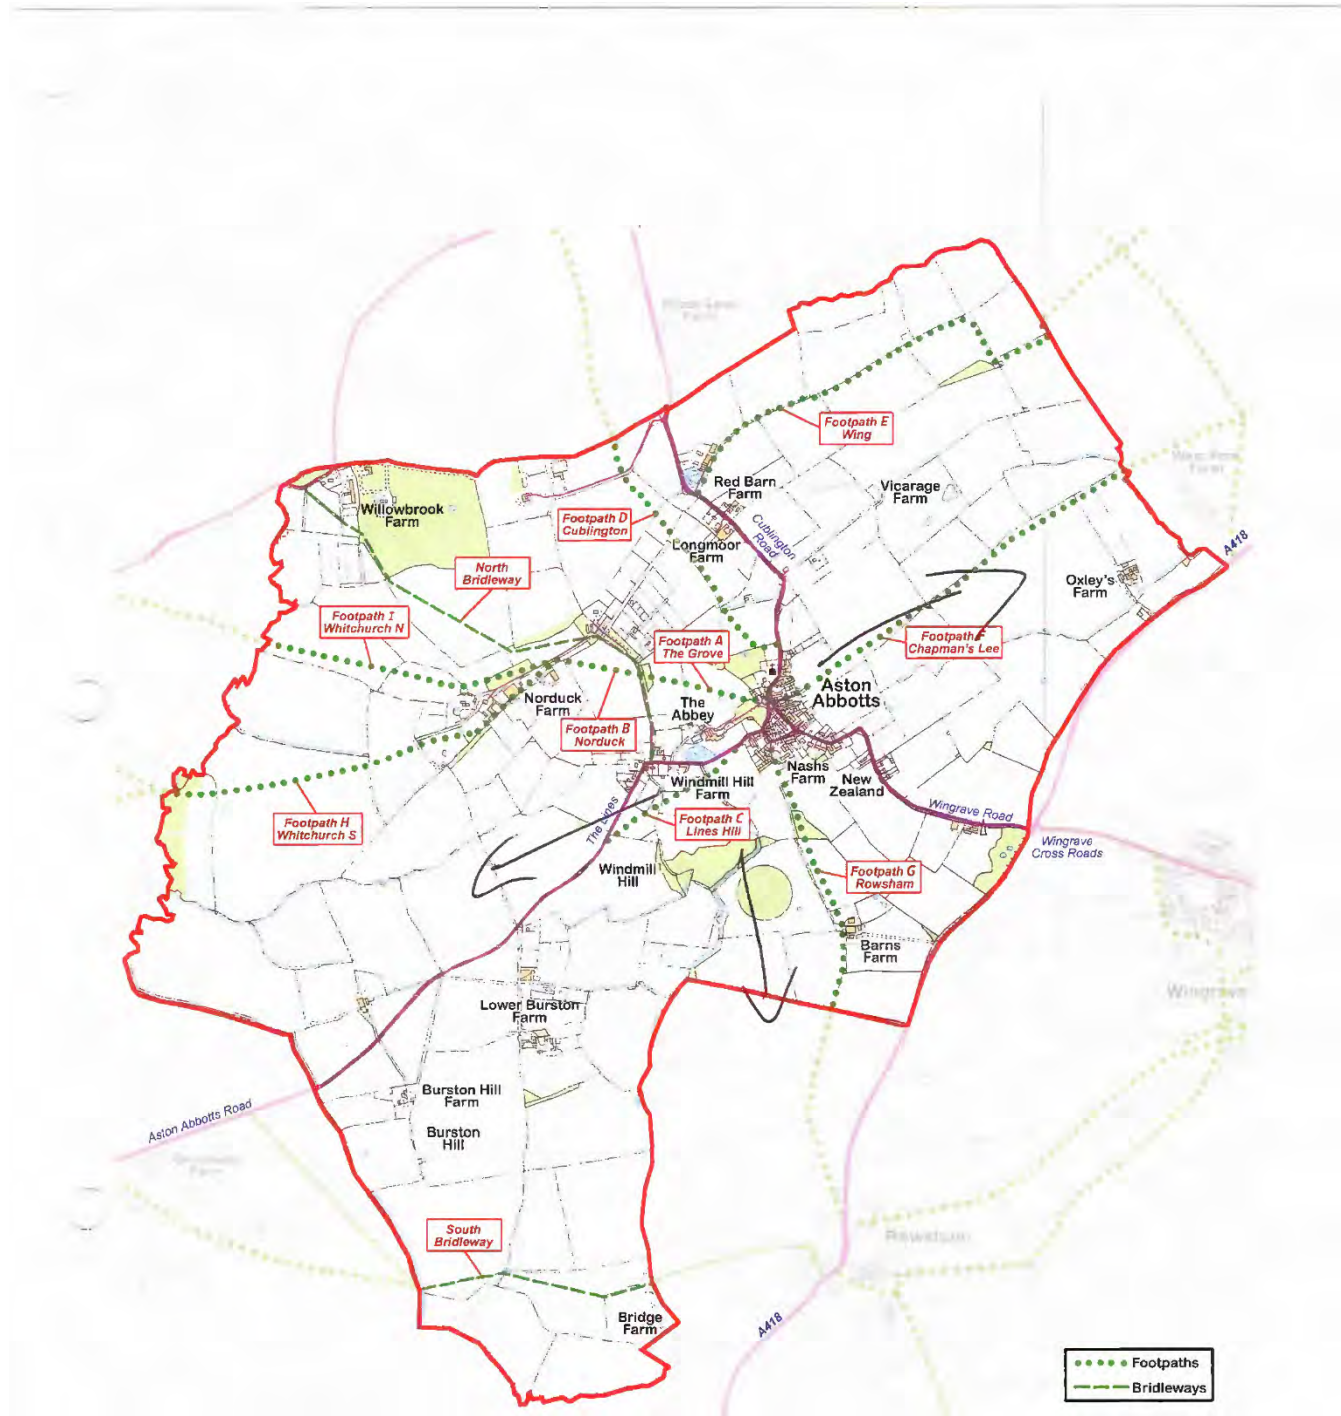 Footpath E
Wing
Red Barn
Farm
Vicarage
Farm
Willowbrook
Farm
Footpath D
Cublington
Longmoor
Farm
Cublington
Road
A418
North
Bridleway
Oxley's
Farm
Footpath I
Whitchurch N
Footpath A
The Grove
Footpath F
Chapman's Lee
Aston
Abbotts
Norduck
Farm
The
Abbey
Footpath B
Norduck
Nashs
Farm
New
Zealand
Windmill Hill
Farm
Footpath H
Whitchurch S
The Lines
Footpath C
Lines Hill
Wingrave Road
Wingrave
Cross Roads
Windmill
Hill
Footpath G
Rowsham
Barns
Farm
Wingrave
Lower Burston
Farm
Burston Hill
Farm
Aston Abbotts Road
Burston
Hill
South
Bridleway
Rowsham
Bridge
Farm
A418
Footpaths
Bridleways